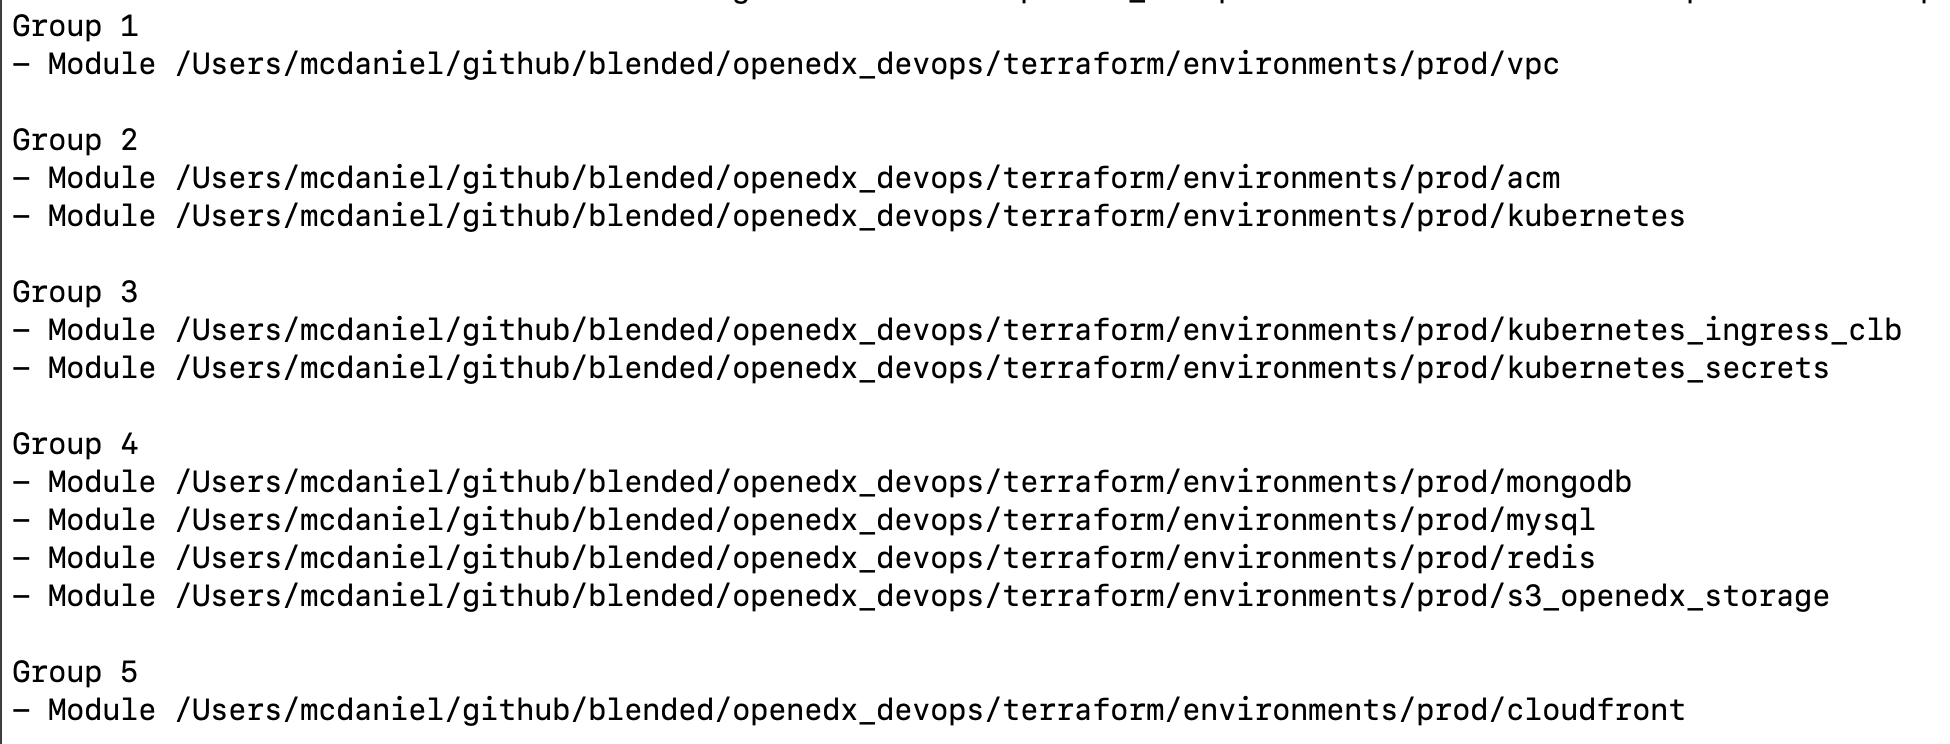 Group 1
– Module /Users/mcdaniel/github/blended/openedx_devops/terraform/environments/prod/vpc
Group 2
– Module /Users/mcdaniel/github/blended/openedx_devops/terraform/environments/prod/acm
– Module /Users/mcdaniel/github/blended/openedx_devops/terraform/environments/prod/kubernetes
Group 3
– Module /Users/mcdaniel/github/blended/openedx_devops/terraform/environments/prod/kubernetes_ingress_clb
– Module /Users/mcdaniel/github/blended/openedx_devops/terraform/environments/prod/kubernetes_secrets
Group 4
– Module /Users/mcdaniel/github/blended/openedx_devops/terraform/environments/prod/mongodb
– Module /Users/mcdaniel/github/blended/openedx_devops/terraform/environments/prod/mysql
– Module /Users/mcdaniel/github/blended/openedx_devops/terraform/environments/prod/redis
– Module /Users/mcdaniel/github/blended/openedx_devops/terraform/environments/prod/s3_openedx_storage
Group 5
– Module /Users/mcdaniel/github/blended/openedx_devops/terraform/environments/prod/cloudfront